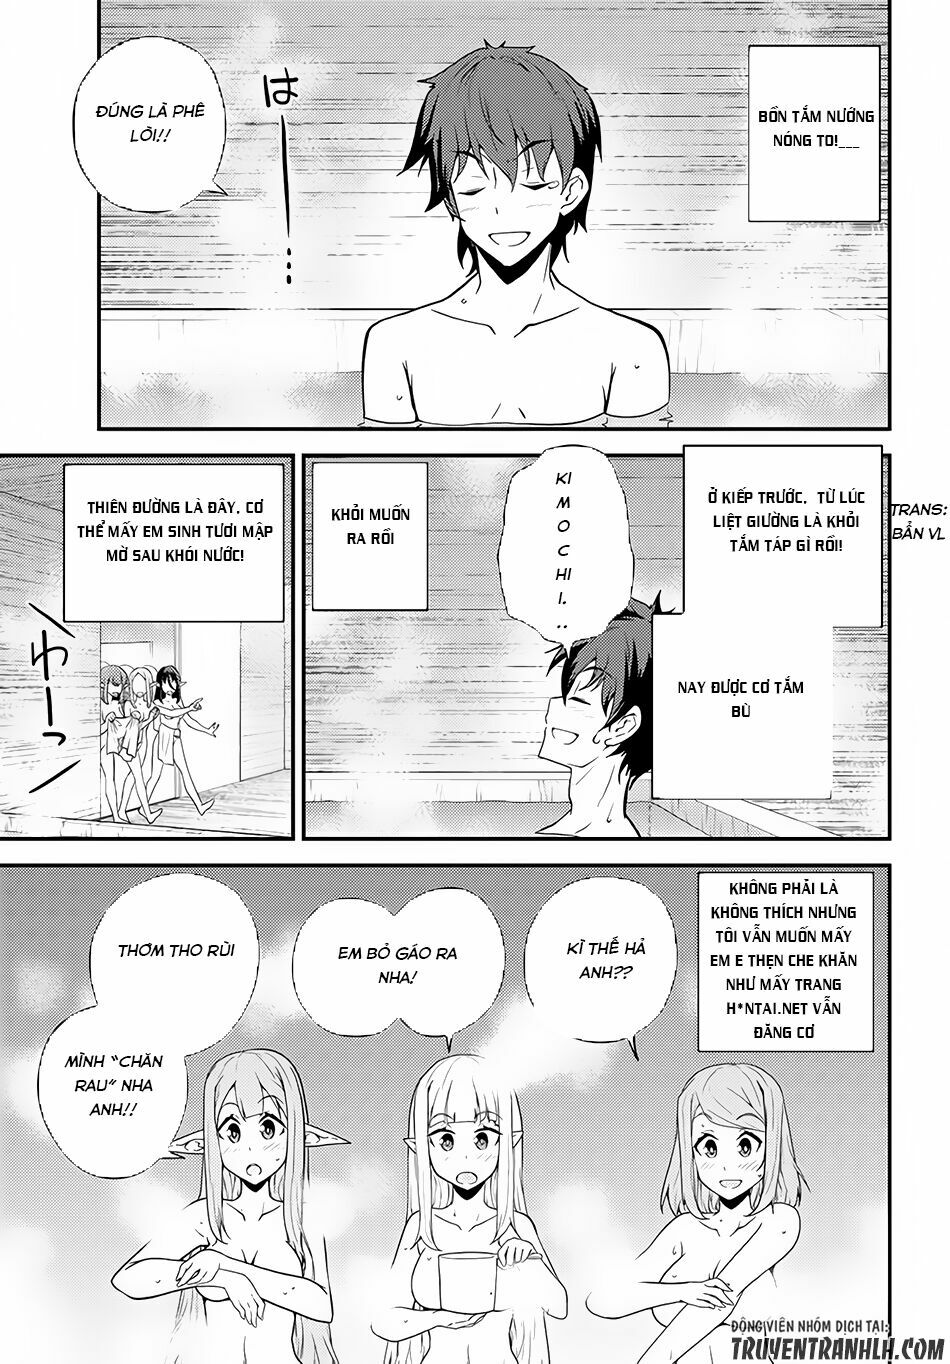 BỒN TẮM NƯỚNG
NÓNG TO!___
は
ー
…
ĐÚNG LÀ PHÊ
LÒI!!
Ở KIẾP TRƯỚC, TỪ LÚC
LIỆT GIƯỜNG LÀ KHỎI
TẮM TÁP GÌ RỒI!
TRANS:
BẨN VL
NAY ĐƯỢC CƠ TẮM
BÙ
KI
M
O
C
H
I.
..
KHỎI MUỐN
RA RỒI
THIÊN ĐƯỜNG LÀ ĐÂY, CƠ
THỂ MẤY EM SINH TƯƠI MẬP
MỜ SAU KHÓI NƯỚC!
わーっ
KHÔNG PHẢI LÀ
KHÔNG THÍCH NHƯNG
TÔI VẪN MUỐN MẤY
EM E THẸN CHE KHĂN
NHƯ MẤY TRANG
H*NTAI.NET VẪN
ĐĂNG CƠ
KÌ THẾ HẢ
ANH??
EM BỎ GÁO RA
NHA!
THƠM THO RŨI
MÌNH “CHĂN
RAU” NHA
ANH!!
ĐỘNG VIÊN NHÓM DỊCH TẠI:
TRUYENTRANHLH.COM